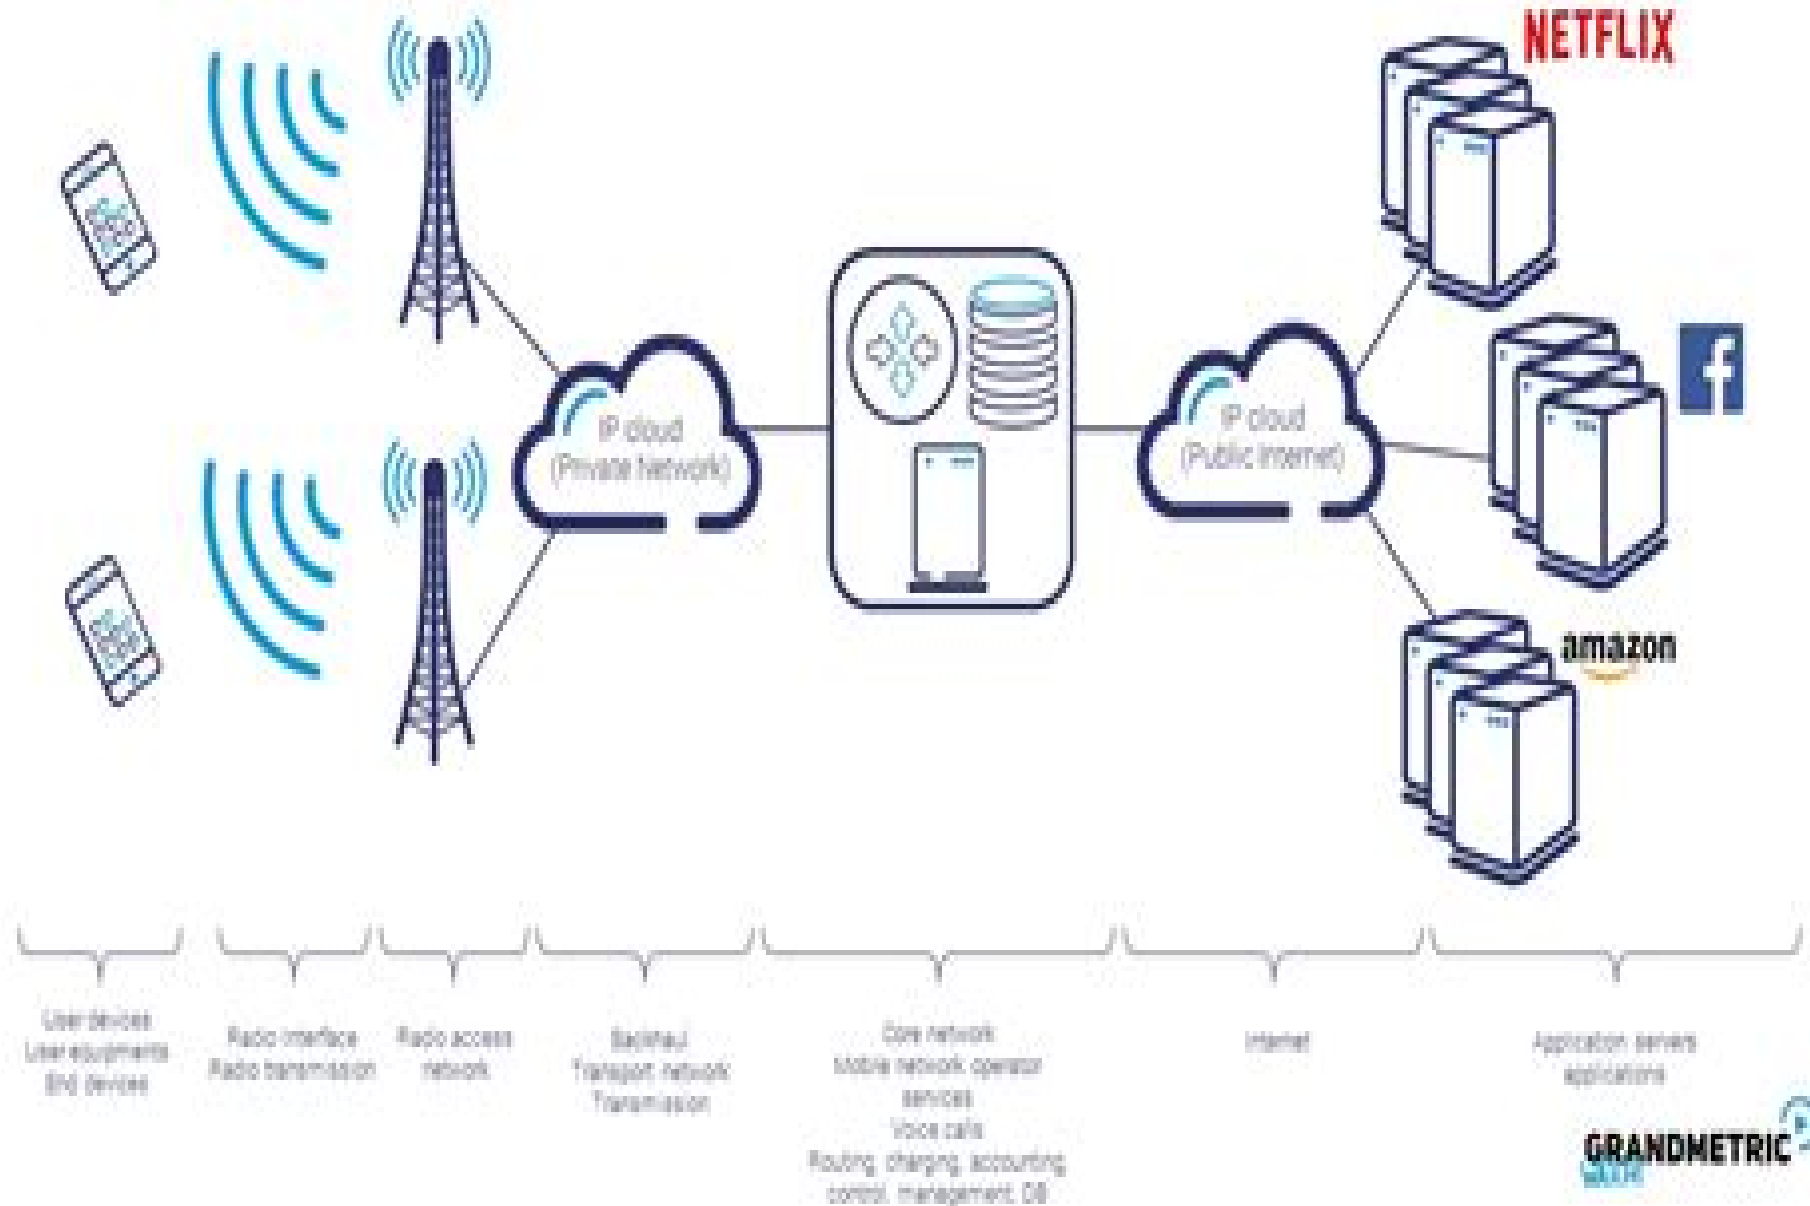 NETFLIX
IP cloud
(Private Network)
IP cloud
(Public Internet)
amazon
User devices
User equipments
End devices
Radio interface
Radio transmission
Radio access
network
Backhaul
Transport network
Transmission
Core network
Mobile network operator
services
Voice calls
Routing, charging, accounting
control, management, DB
Internet
Application servers
applications
GRANDMETRIC